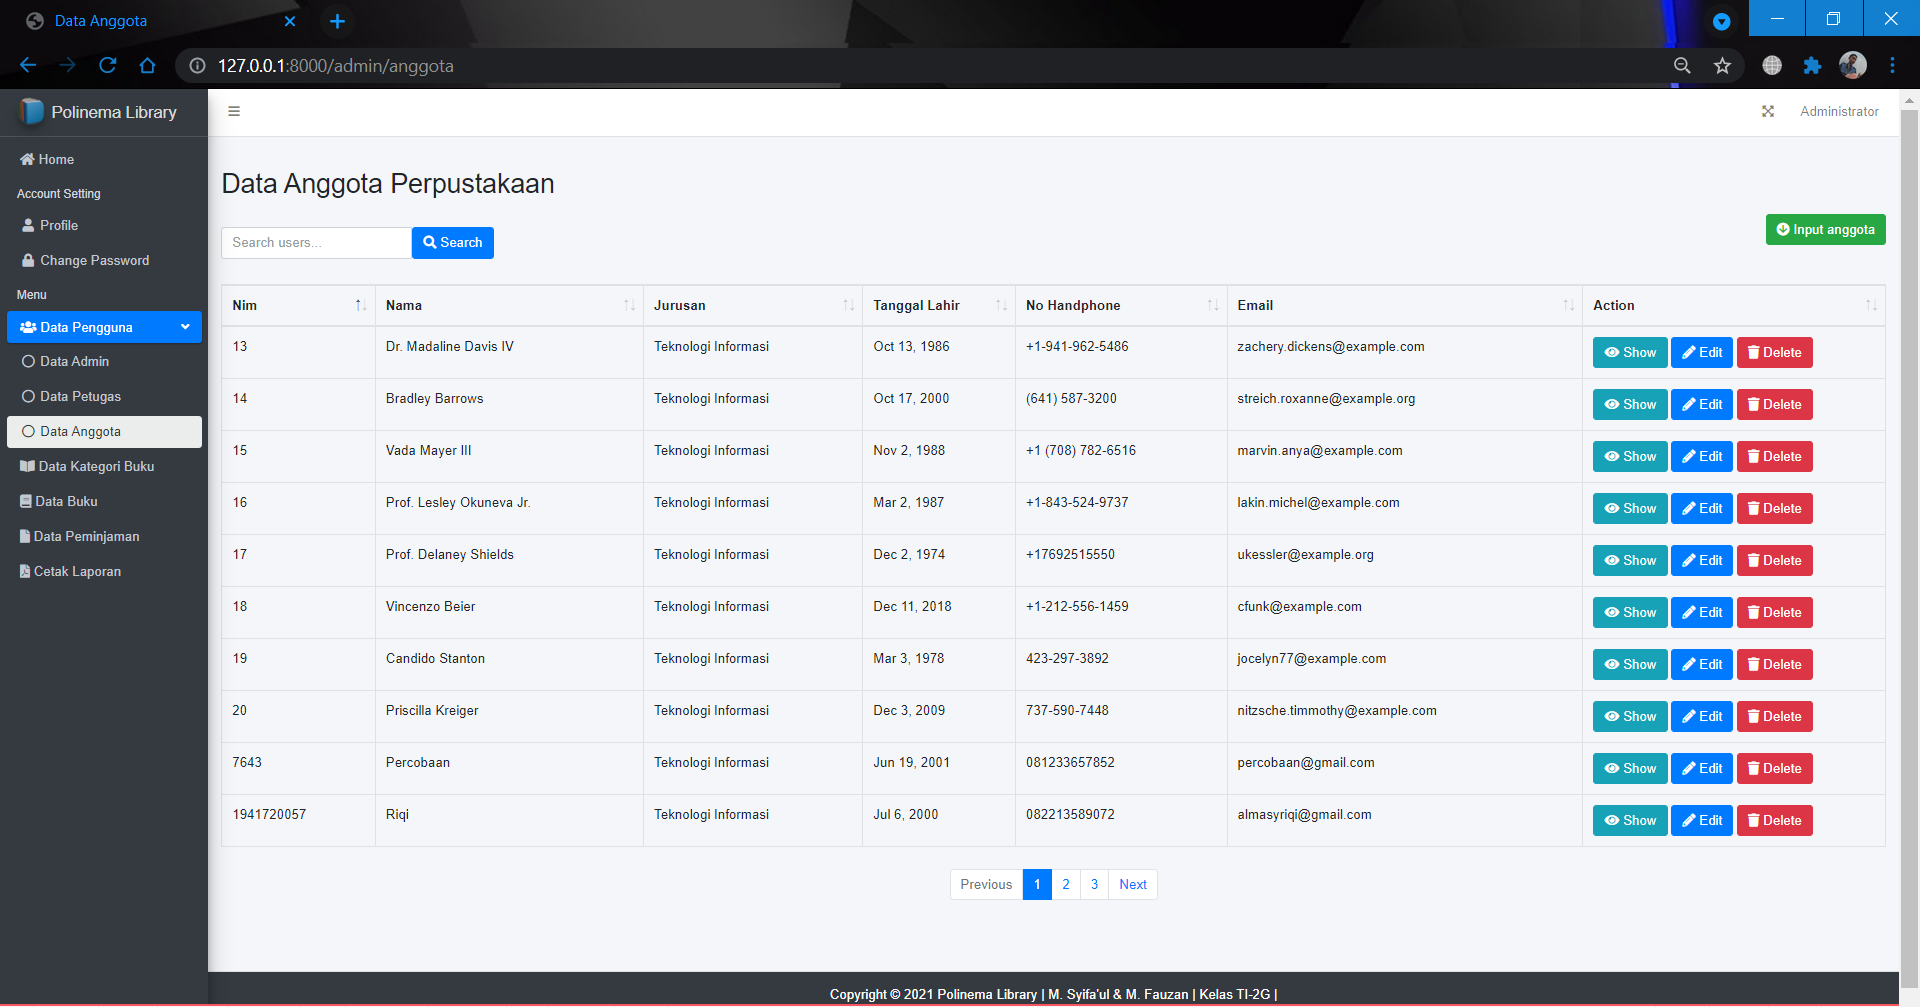 Data Anggota
127.0.0.1:8000/admin/anggota
Polinema Library
Administrator
Home
Account Setting
Profile
Change Password
Menu
Data Pengguna
Data Admin
Data Petugas
Data Anggota
Data Kategori Buku
Data Buku
Data Peminjaman
Cetak Laporan
Data Anggota Perpustakaan
Search users... Search
Input anggota
Nim Nama Jurusan Tanggal Lahir No Handphone Email Action
13 Dr. Madaline Davis IV Teknologi Informasi Oct 13, 1986 +1-941-962-5486 zachery.dickens@example.com Show Edit Delete
14 Bradley Barrows Teknologi Informasi Oct 17, 2000 (641) 587-3200 streich.roxanne@example.org Show Edit Delete
15 Vada Mayer III Teknologi Informasi Nov 2, 1988 +1 (708) 782-6516 marvin.anya@example.com Show Edit Delete
16 Prof. Lesley Okuneva Jr. Teknologi Informasi Mar 2, 1987 +1-843-524-9737 lakin.michel@example.com Show Edit Delete
17 Prof. Delaney Shields Teknologi Informasi Dec 2, 1974 +17692515550 ukessler@example.org Show Edit Delete
18 Vincenzo Beier Teknologi Informasi Dec 11, 2018 +1-212-556-1459 cfunk@example.com Show Edit Delete
19 Candido Stanton Teknologi Informasi Mar 3, 1978 423-297-3892 jocelyn77@example.com Show Edit Delete
20 Priscilla Kreiger Teknologi Informasi Dec 3, 2009 737-590-7448 nitzsche.timmothy@example.com Show Edit Delete
7643 Percobaan Teknologi Informasi Jun 19, 2001 081233657852 percobaan@gmail.com Show Edit Delete
1941720057 Riqi Teknologi Informasi Jul 6, 2000 082213589072 almasyriqi@gmail.com Show Edit Delete
Previous 1 2 3 Next
Copyright © 2021 Polinema Library | M. Syifa'ul & M. Fauzan | Kelas TI-2G |